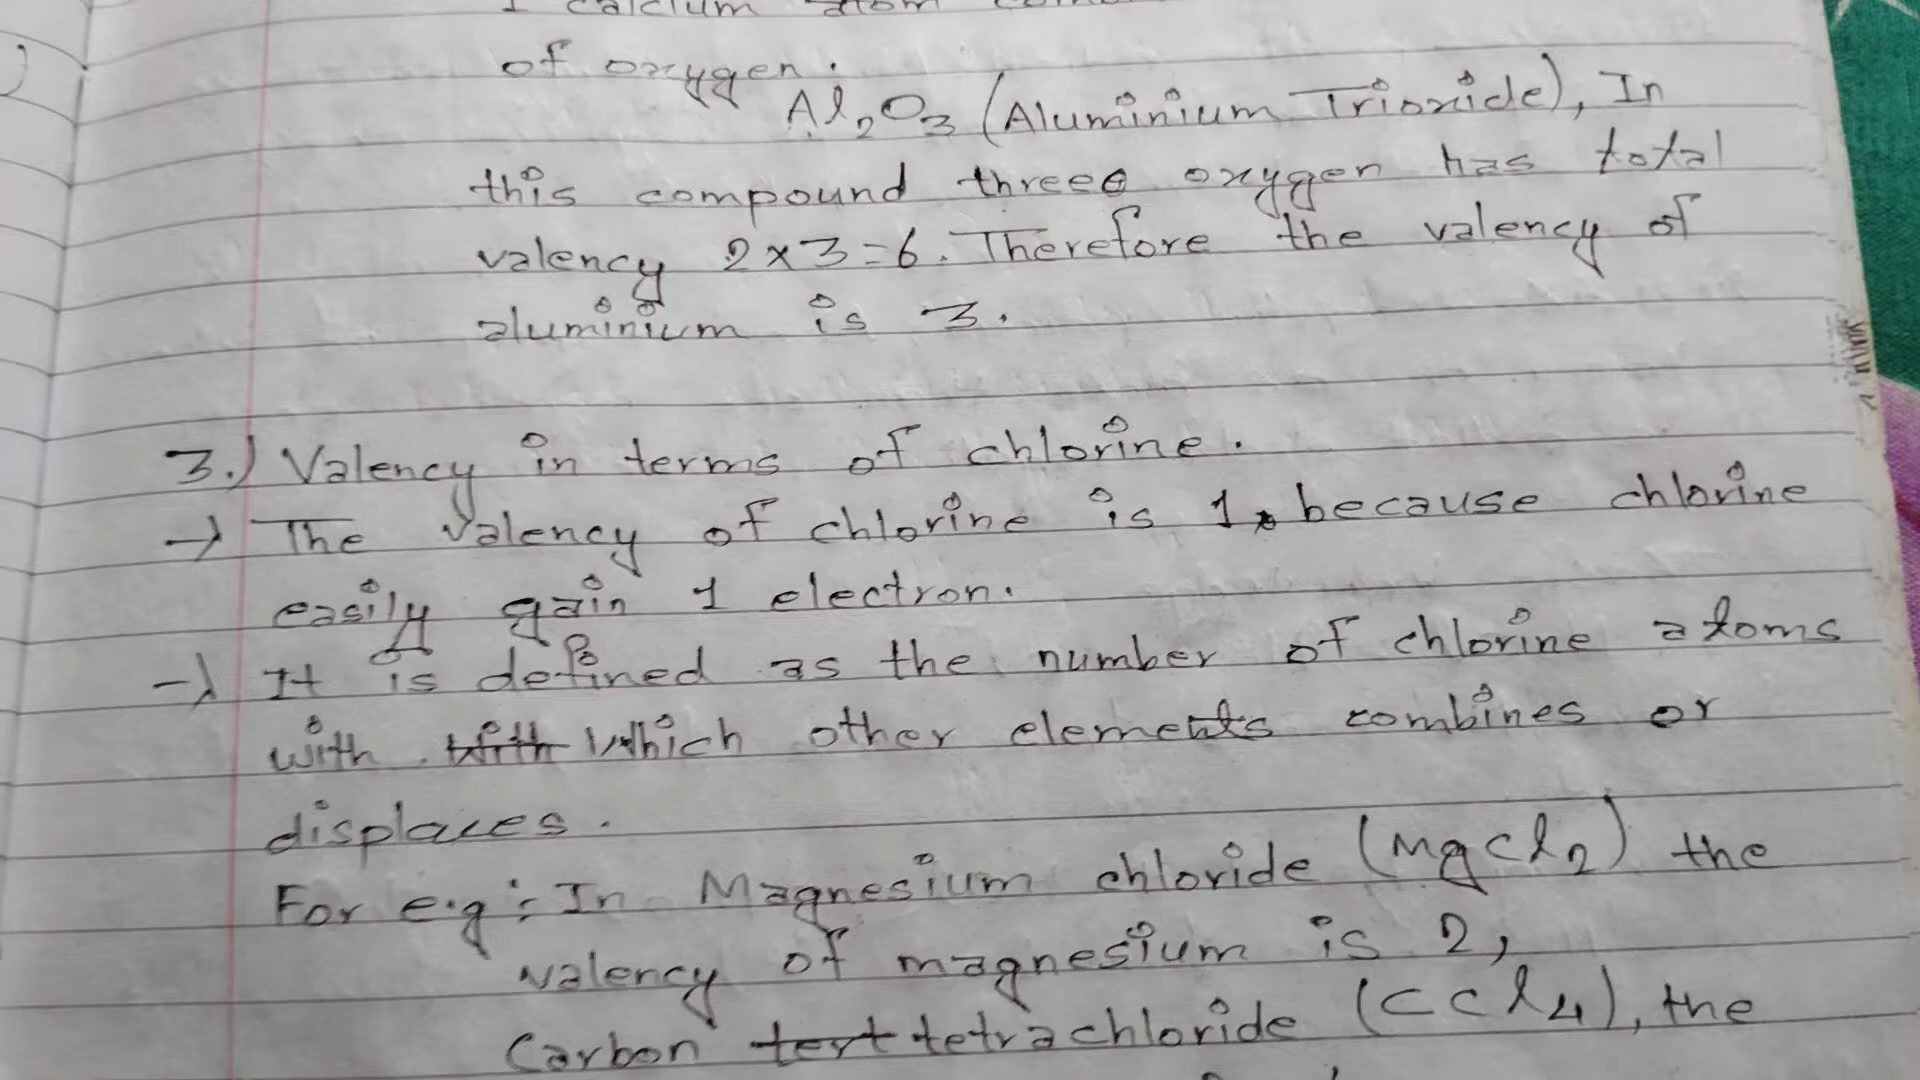 1 calcium atom
of oxygen.
Al2O3 (Aluminium Trioxide), In
this compound three oxygen has total
valency 2×3=6. Therefore the valency of
aluminium is 3.
3.) Valency in terms of chlorine.
→ The valency of chlorine is 1, because chlorine
easily gain 1 electron.
→ It is defined as the number of chlorine atoms
with with which other elements combines or
displaces.
For e.g: In Magnesium chloride (Mgcl2) the
valency of magnesium is 2,
Carbon tert tetrachloride (CCl4), the